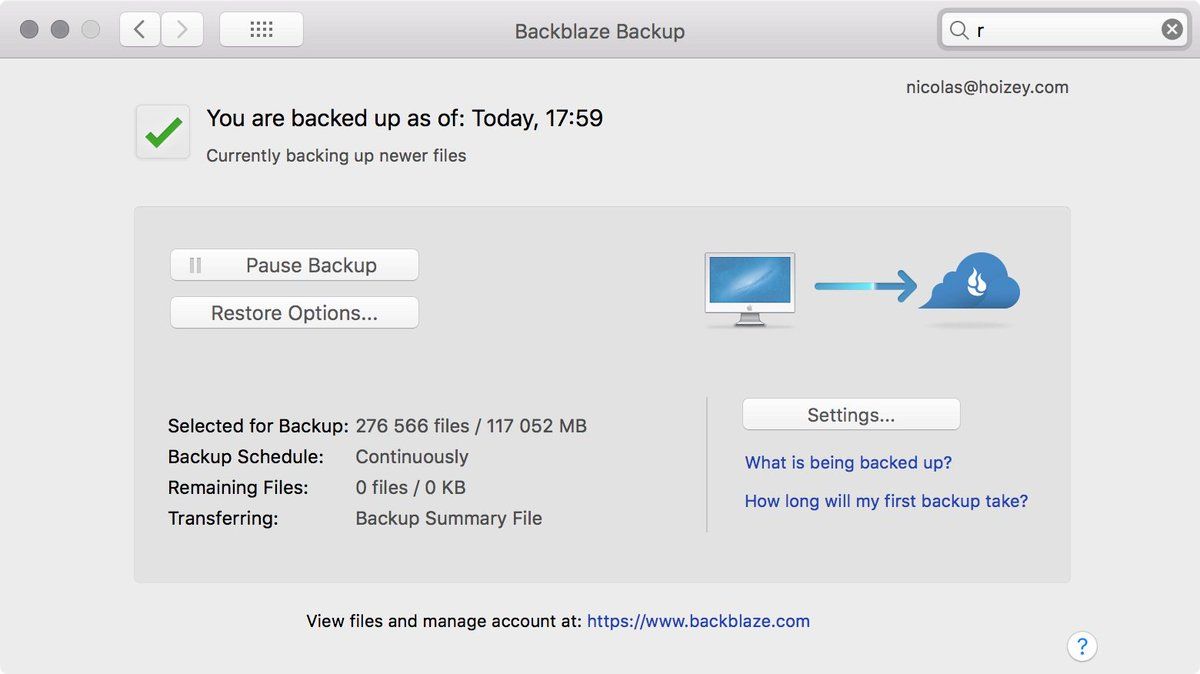 Backblaze Backup
r
nicolas@hoizey.com
You are backed up as of: Today, 17:59
Currently backing up newer files
Pause Backup
Restore Options...
Selected for Backup: 276 566 files / 117 052 MB
Backup Schedule: Continuously
Remaining Files: 0 files / 0 KB
Transferring: Backup Summary File
Settings...
What is being backed up?
How long will my first backup take?
View files and manage account at: https://www.backblaze.com
?